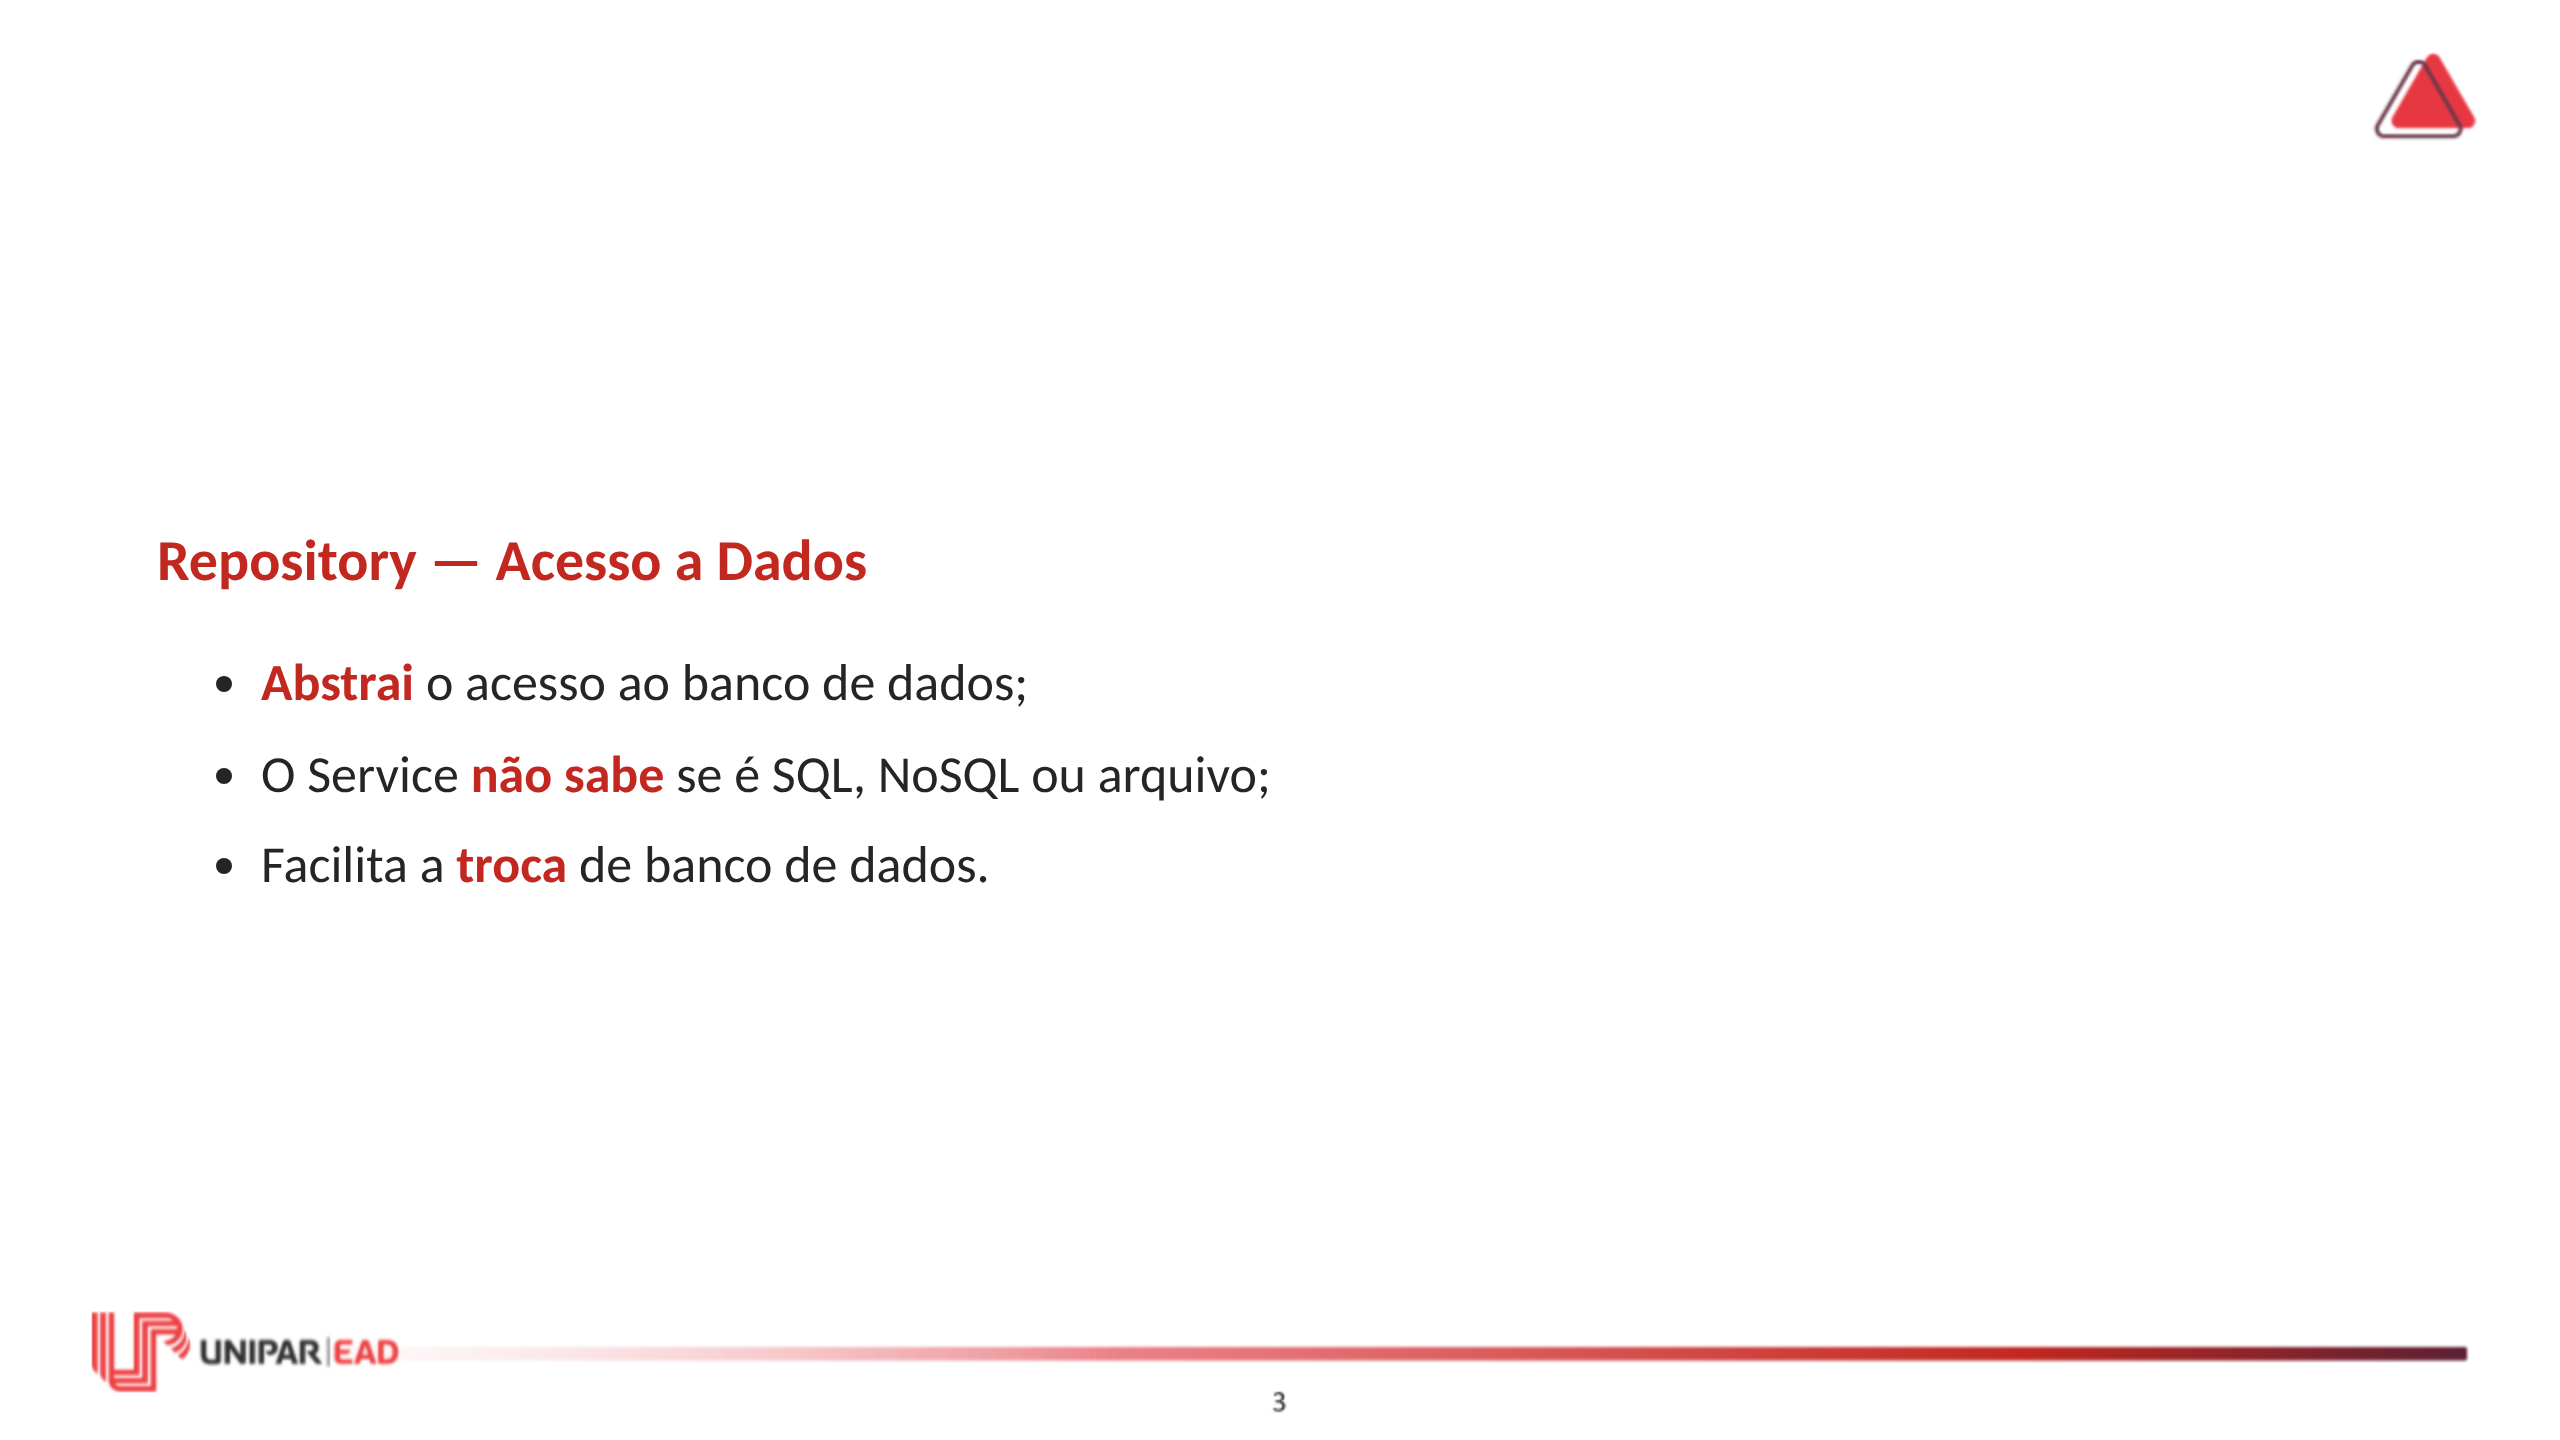 Repository — Acesso a Dados
• Abstrai o acesso ao banco de dados;
• O Service não sabe se é SQL, NoSQL ou arquivo;
• Facilita a troca de banco de dados.
UNIPAR|EAD
3